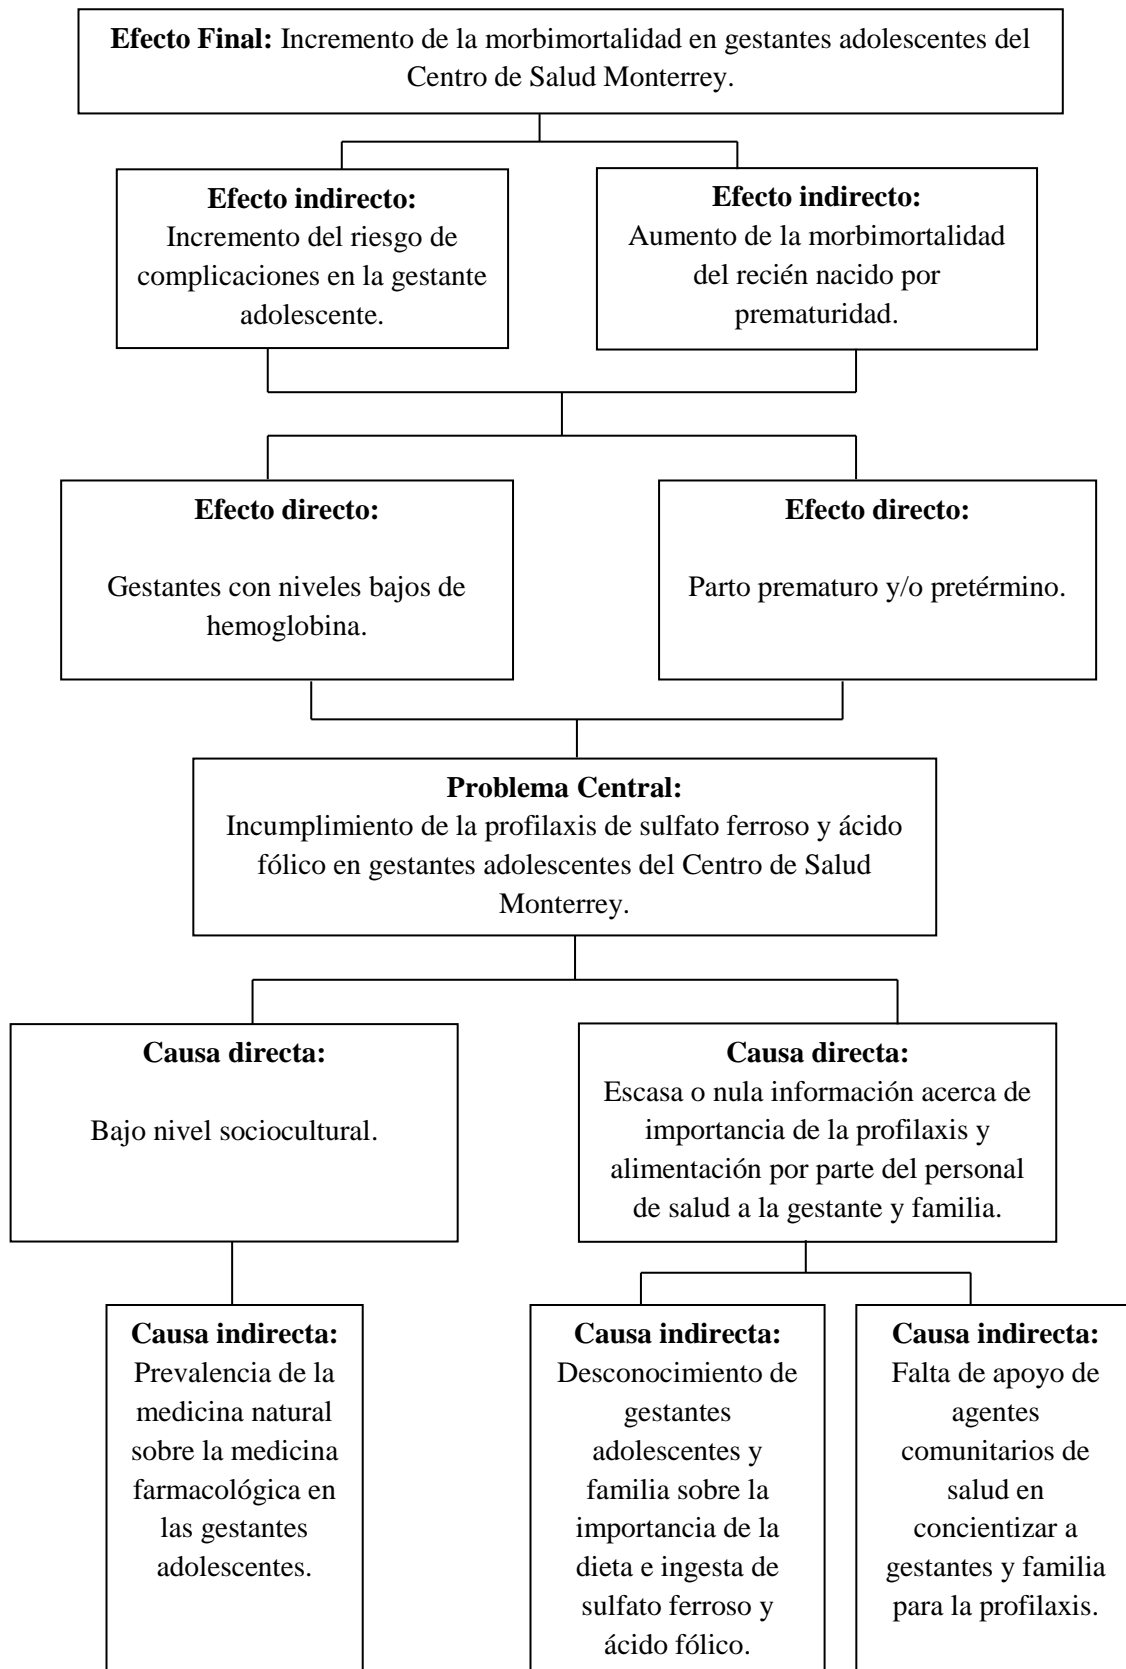 Efecto Final: Incremento de la morbimortalidad en gestantes adolescentes del
Centro de Salud Monterrey.
Efecto indirecto:
Incremento del riesgo de
complicaciones en la gestante
adolescente.
Efecto indirecto:
Aumento de la morbimortalidad
del recién nacido por
prematuridad.
Efecto directo:
Gestantes con niveles bajos de
hemoglobina.
Efecto directo:
Parto prematuro y/o pretérmino.
Problema Central:
Incumplimiento de la profilaxis de sulfato ferroso y ácido
fólico en gestantes adolescentes del Centro de Salud
Monterrey.
Causa directa:
Bajo nivel sociocultural.
Causa directa:
Escasa o nula información acerca de
importancia de la profilaxis y
alimentación por parte del personal
de salud a la gestante y familia.
Causa indirecta:
Prevalencia de la
medicina natural
sobre la medicina
farmacológica en
las gestantes
adolescentes.
Causa indirecta:
Desconocimiento de
gestantes
adolescentes y
familia sobre la
importancia de la
dieta e ingesta de
sulfato ferroso y
ácido fólico.
Causa indirecta:
Falta de apoyo de
agentes
comunitarios de
salud en
concientizar a
gestantes y familia
para la profilaxis.